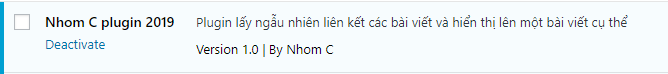 Nhom C plugin 2019
Plugin lấy ngẫu nhiên liên kết các bài viết và hiển thị lên một bài viết cụ thể
Deactivate
Version 1.0 | By Nhom C